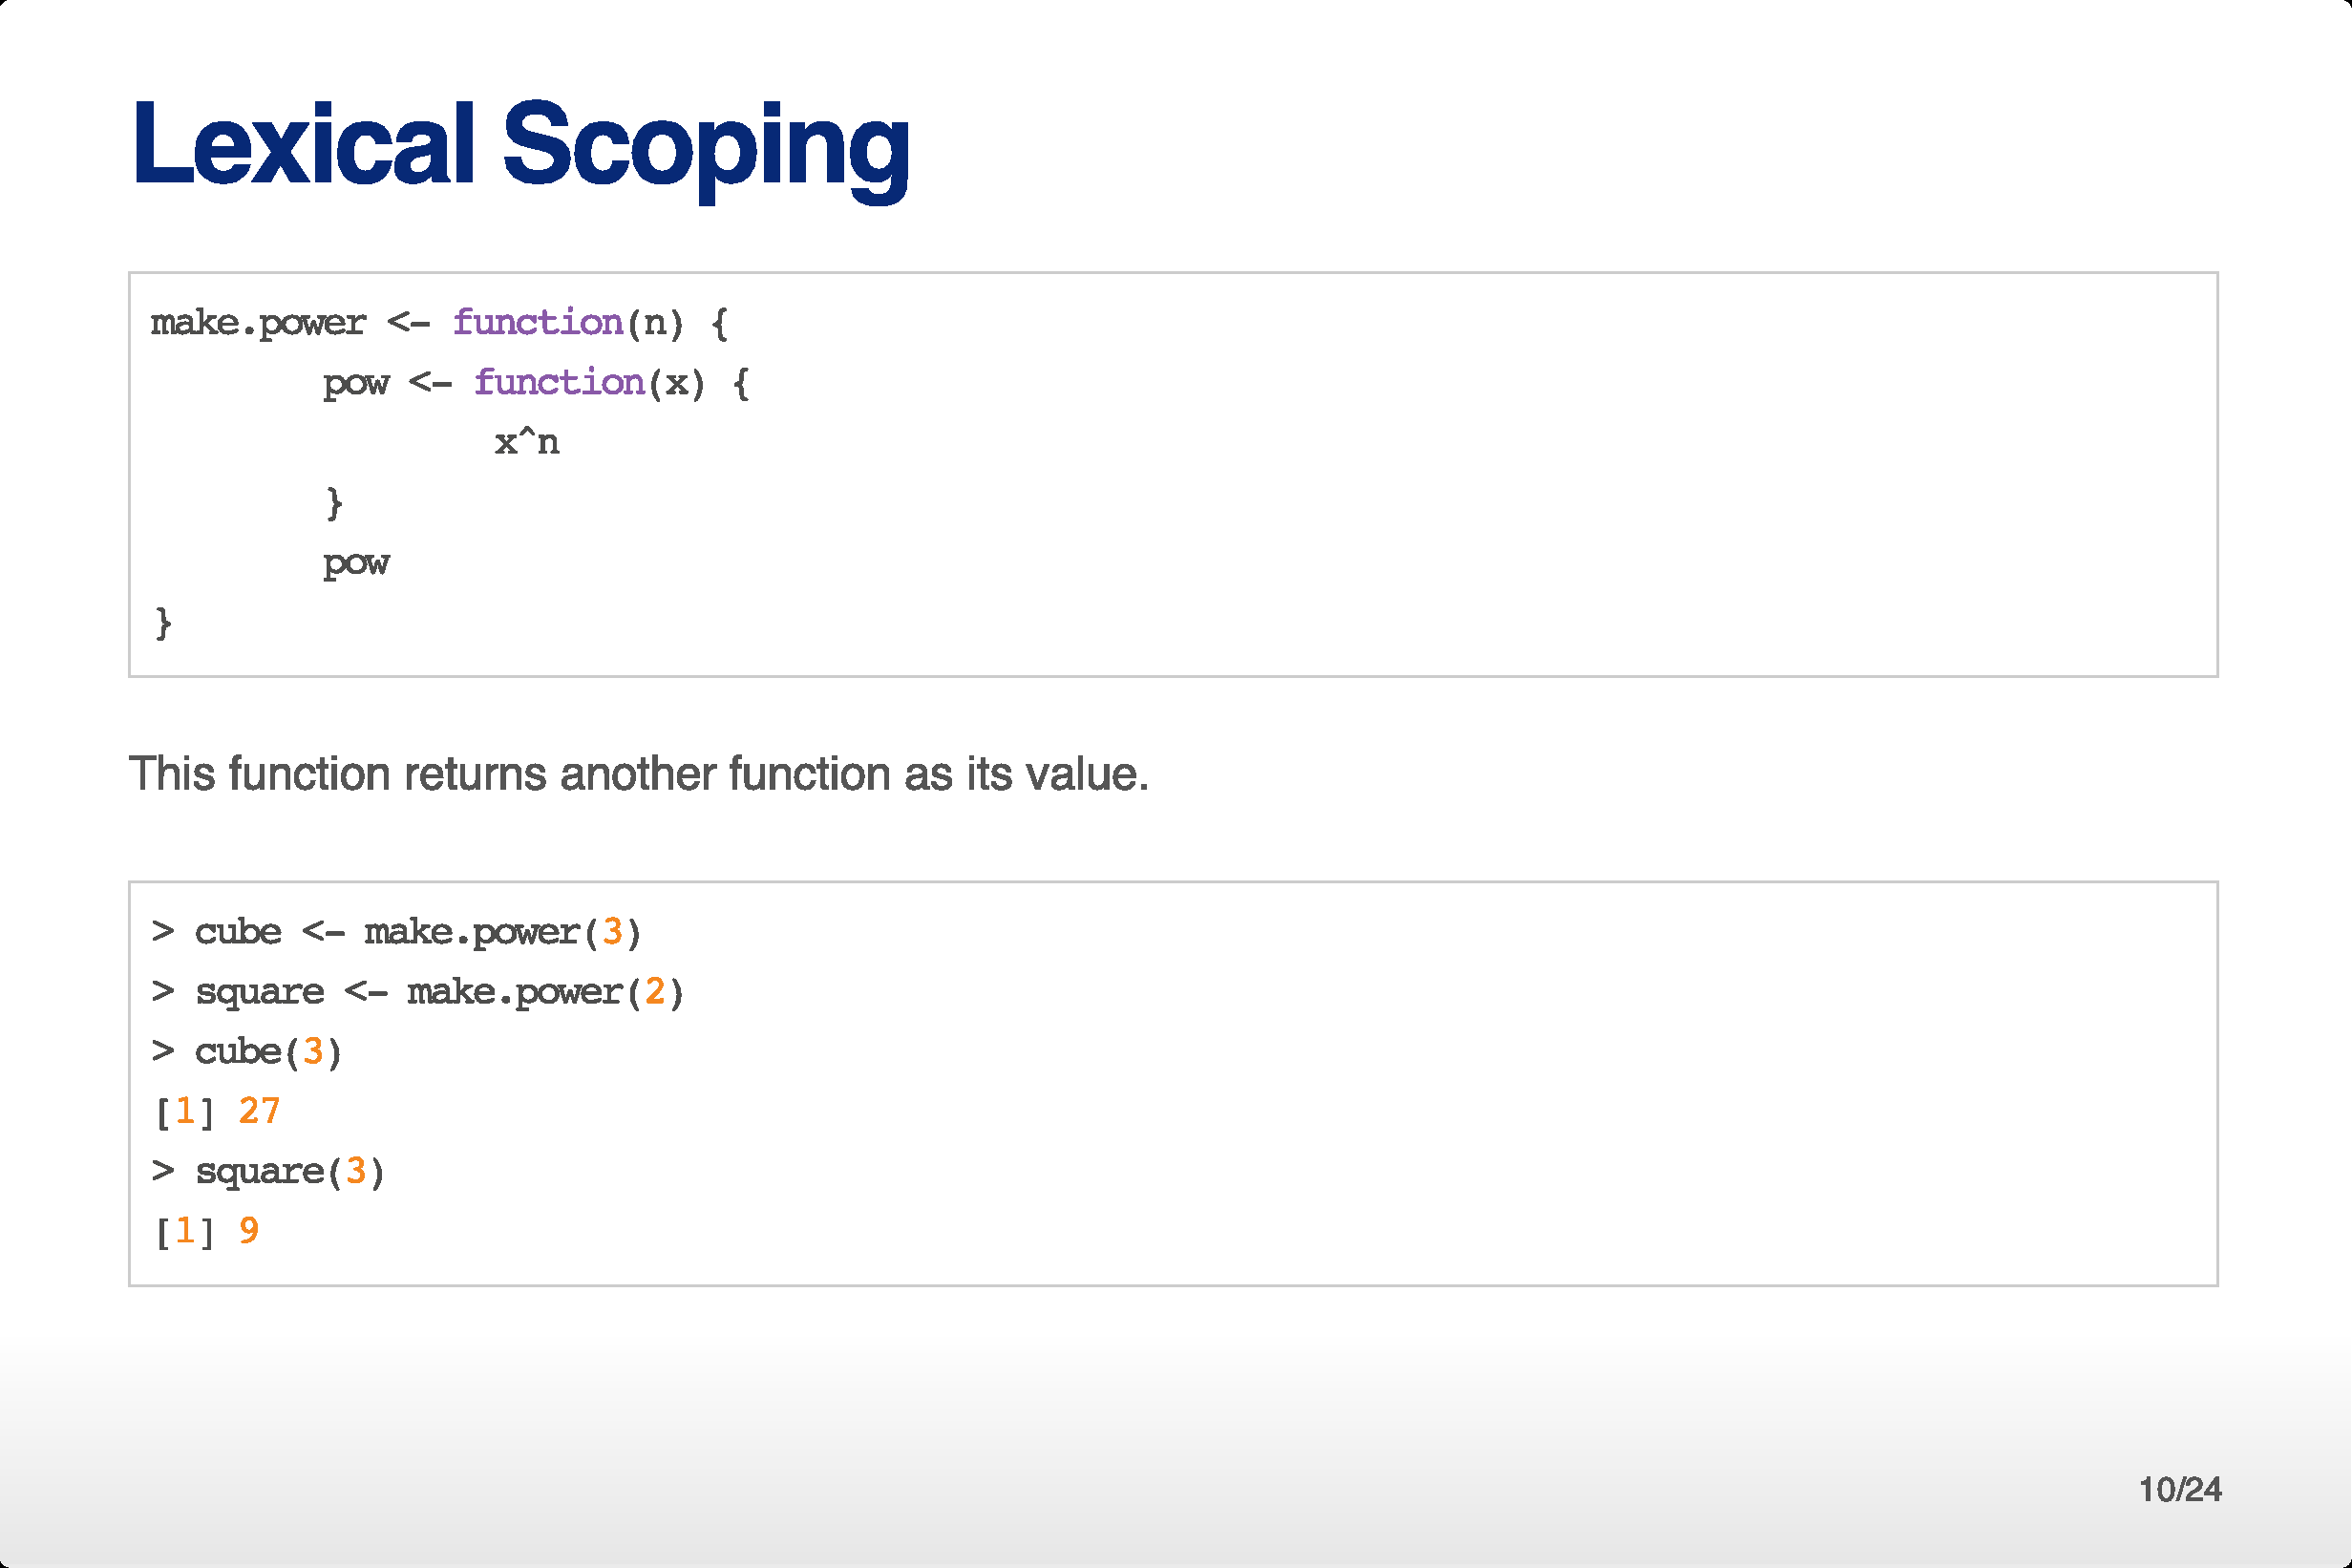 Lexical Scoping
make.power <- function(n) {
        pow <- function(x) {
                x^n
        }
        pow
}
This function returns another function as its value.
> cube <- make.power(3)
> square <- make.power(2)
> cube(3)
[1] 27
> square(3)
[1] 9
10/24